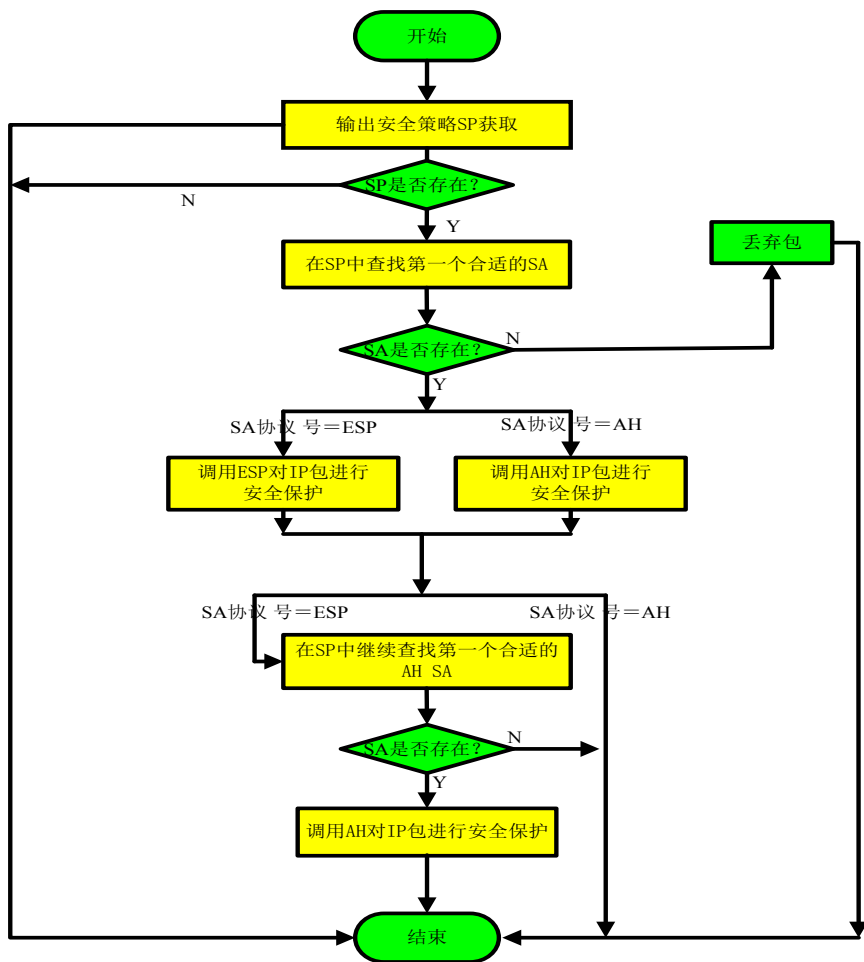 开始
输出安全策略SP获取
SP是否存在?
N
Y
在SP中查找第一个合适的SA
丢弃包
SA是否存在?
N
Y
SA协议 号＝ESP
SA协议 号＝AH
调用ESP对IP包进行
安全保护
调用AH对IP包进行
安全保护
SA协议 号＝ESP
SA协议 号＝AH
在SP中继续查找第一个合适的
AH SA
SA是否存在?
N
Y
调用AH对IP包进行安全保护
结束